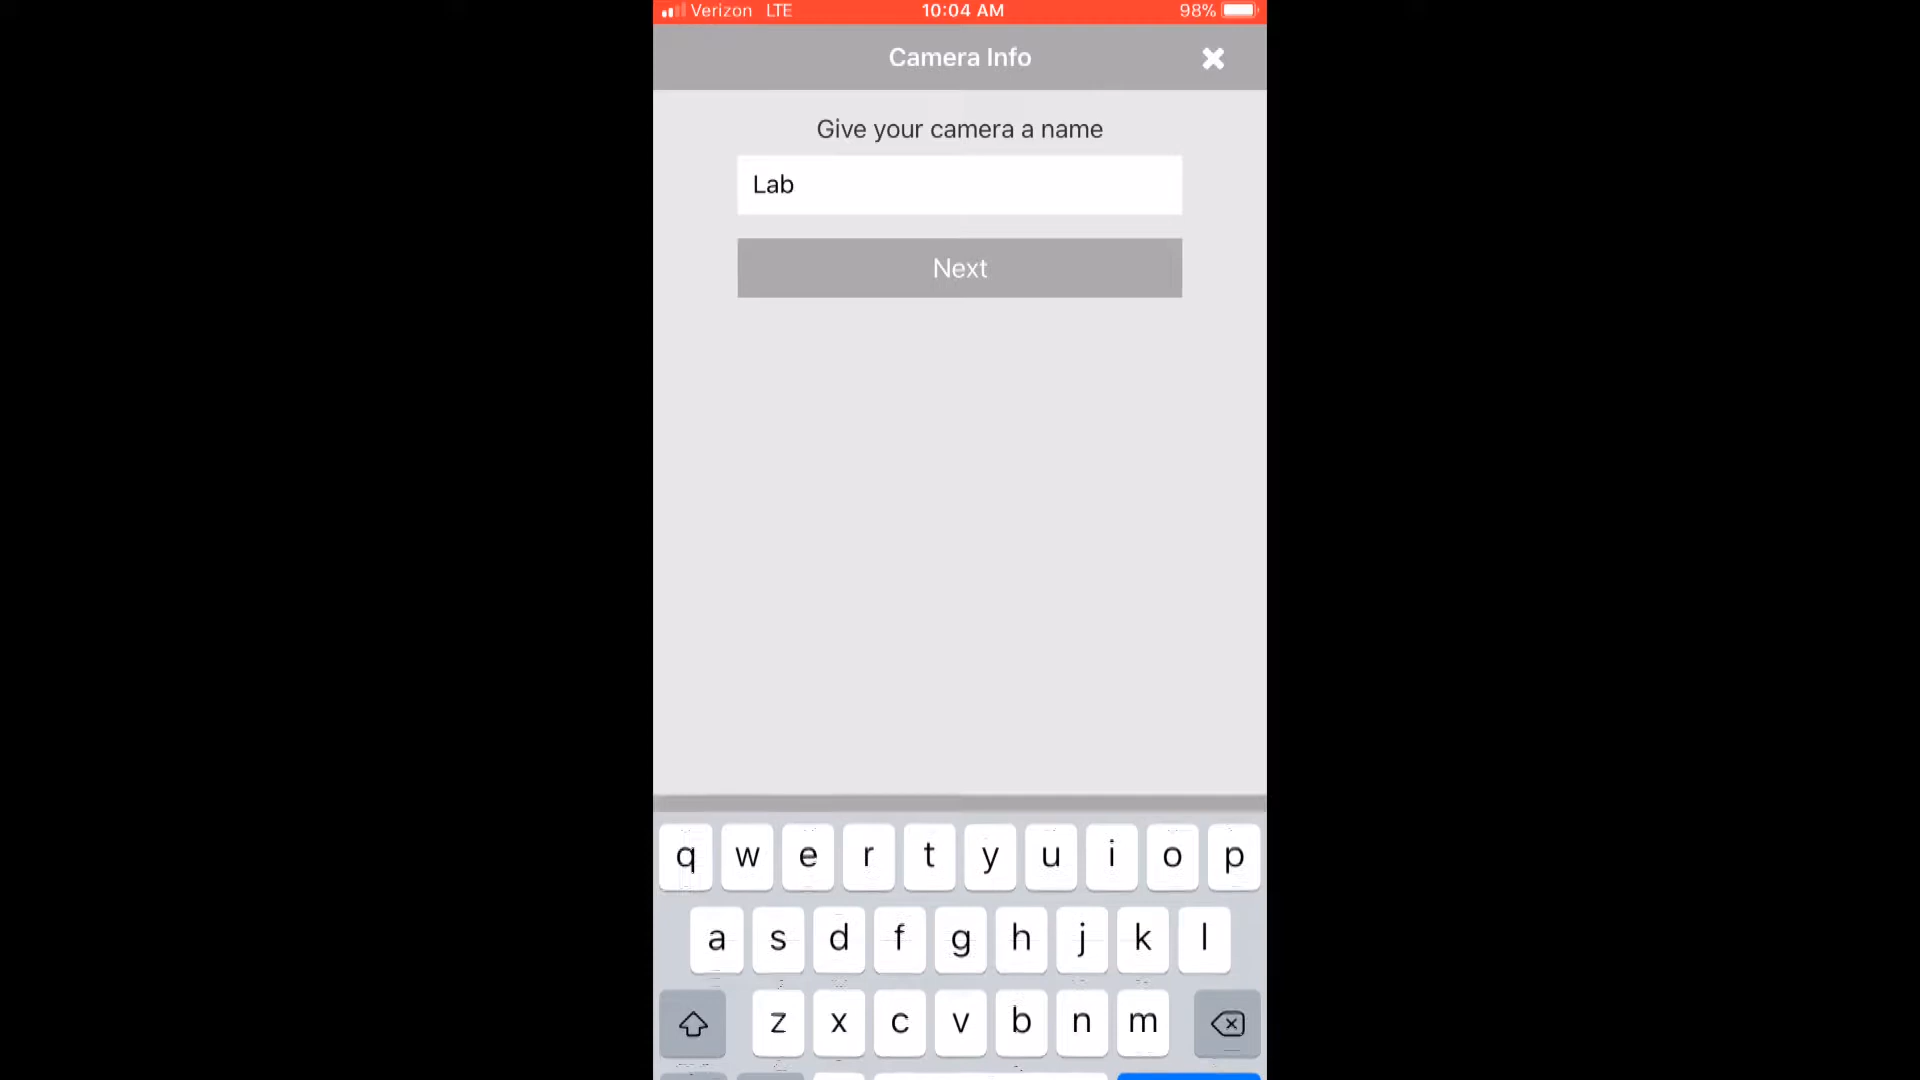 Verizon LTE 10:04 AM 98%
Camera Info
Give your camera a name
Lab
Next
q w e r t y u i o p
a s d f g h j k l
z x c v b n m